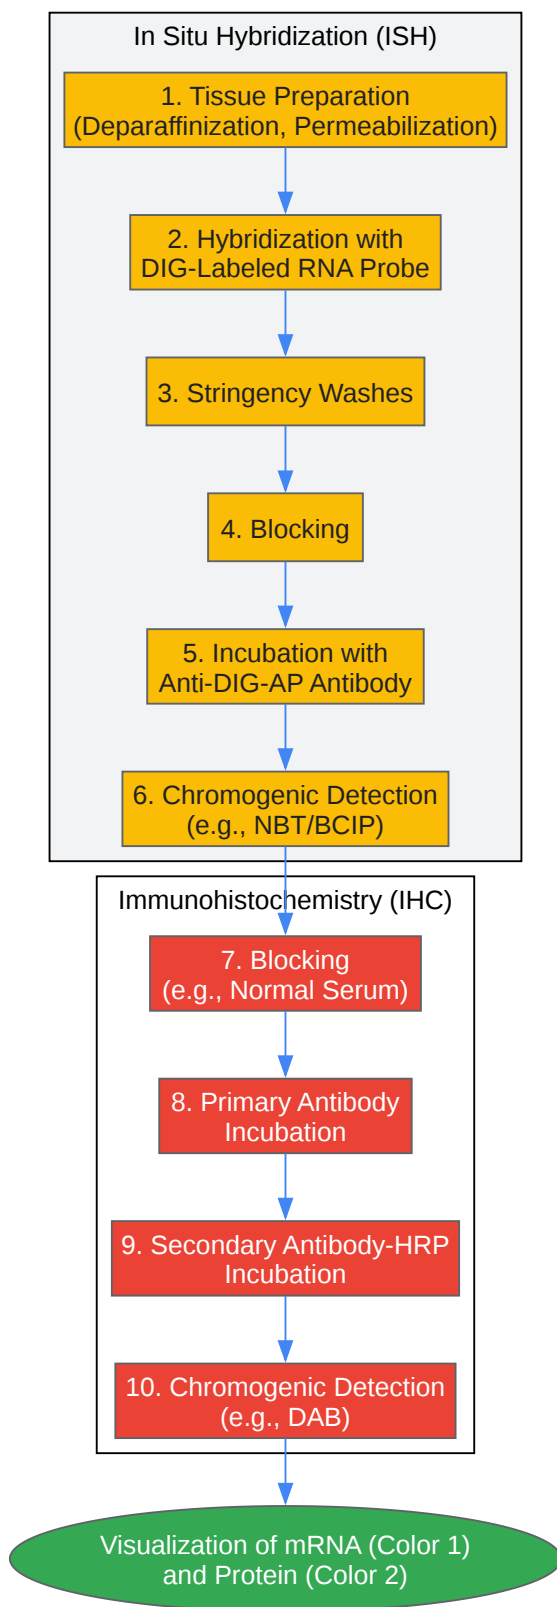 In Situ Hybridization (ISH)
1. Tissue Preparation
(Deparaffinization, Permeabilization)
2. Hybridization with
DIG-Labeled RNA Probe
3. Stringency Washes
4. Blocking
5. Incubation with
Anti-DIG-AP Antibody
6. Chromogenic Detection
(e.g., NBT/BCIP)
Immunohistochemistry (IHC)
7. Blocking
(e.g., Normal Serum)
8. Primary Antibody
Incubation
9. Secondary Antibody-HRP
Incubation
10. Chromogenic Detection
(e.g., DAB)
Visualization of mRNA (Color 1)
and Protein (Color 2)